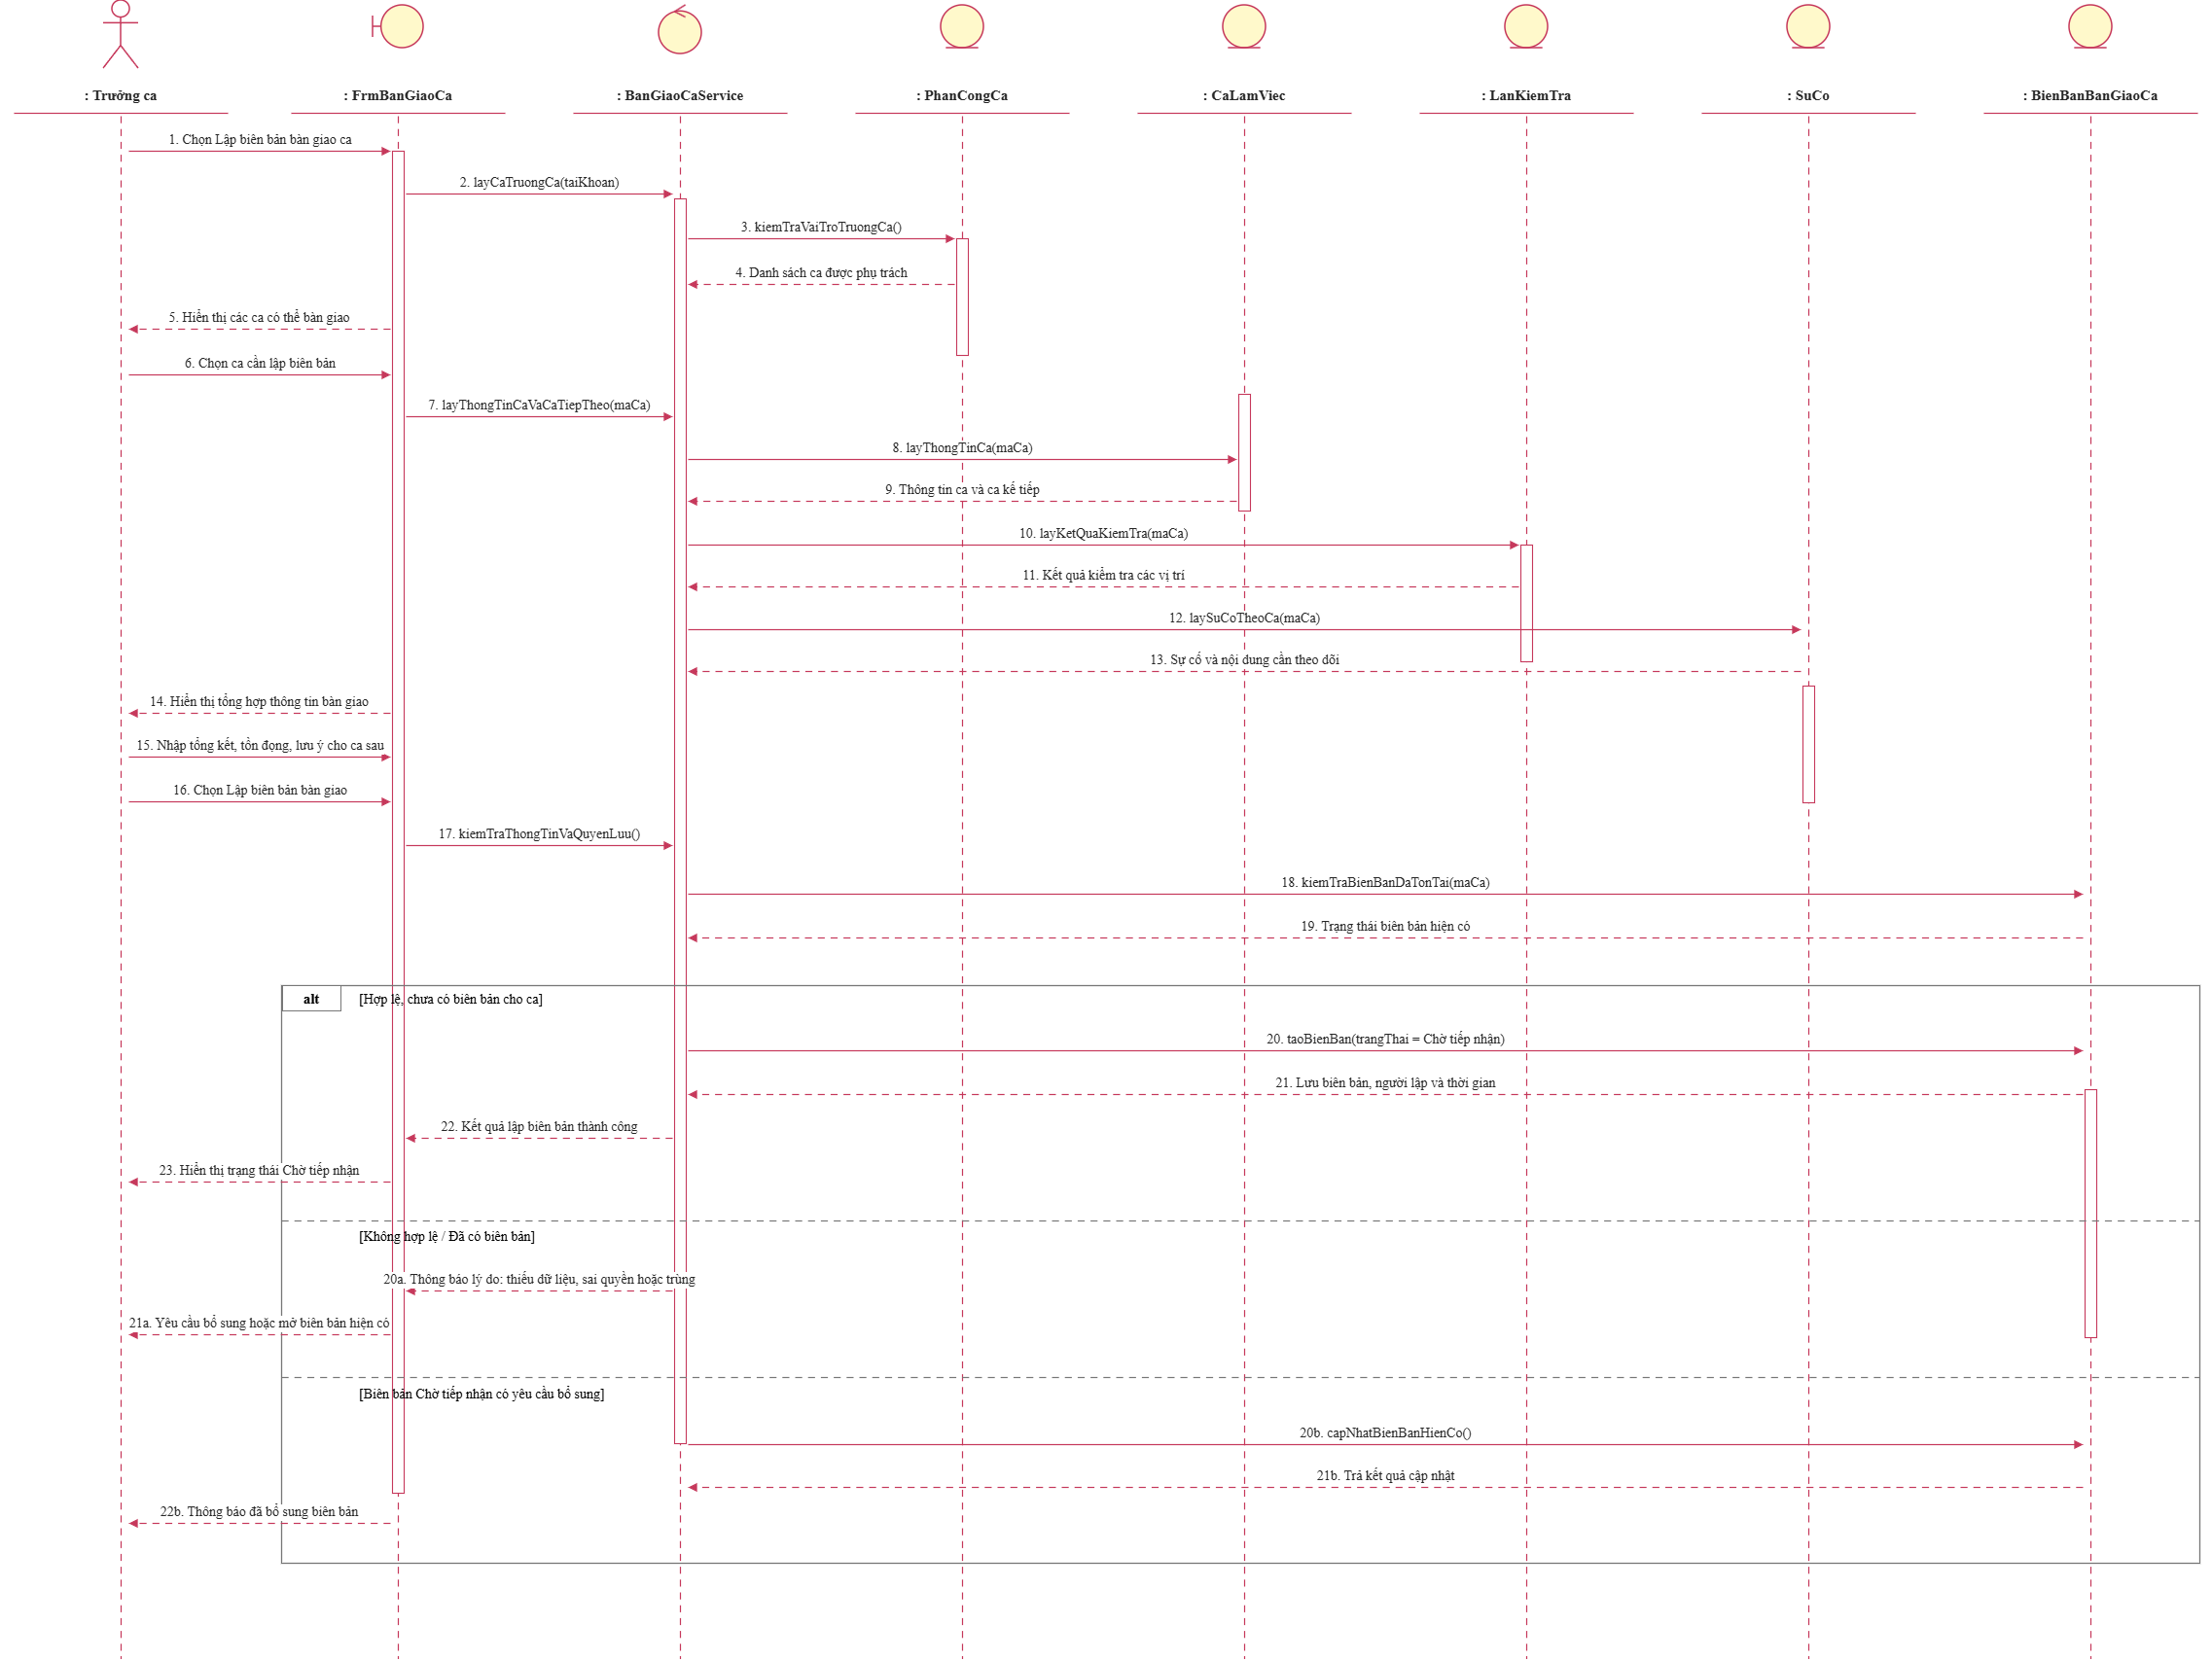 : Trưởng ca
: FrmBanGiaoCa
: BanGiaoCaService
: PhanCongCa
: CaLamViec
: LanKiemTra
: SuCo
: BienBanBanGiaoCa
1. Chọn Lập biên bản bàn giao ca
2. layCaTruongCa(taiKhoan)
3. kiemTraVaiTroTruongCa()
4. Danh sách ca được phụ trách
5. Hiển thị các ca có thể bàn giao
6. Chọn ca cần lập biên bản
7. layThongTinCaVaCaTiepTheo(maCa)
8. layThongTinCa(maCa)
9. Thông tin ca và ca kế tiếp
10. layKetQuaKiemTra(maCa)
11. Kết quả kiểm tra các vị trí
12. laySuCoTheoCa(maCa)
13. Sự cố và nội dung cần theo dõi
14. Hiển thị tổng hợp thông tin bàn giao
15. Nhập tổng kết, tồn đọng, lưu ý cho ca sau
16. Chọn Lập biên bản bàn giao
17. kiemTraThongTinVaQuyenLuu()
18. kiemTraBienBanDaTonTai(maCa)
19. Trạng thái biên bản hiện có
alt
[Hợp lệ, chưa có biên bản cho ca]
20. taoBienBan(trangThai = Chờ tiếp nhận)
21. Lưu biên bản, người lập và thời gian
22. Kết quả lập biên bản thành công
23. Hiển thị trạng thái Chờ tiếp nhận
[Không hợp lệ / Đã có biên bản]
20a. Thông báo lý do: thiếu dữ liệu, sai quyền hoặc trùng
21a. Yêu cầu bổ sung hoặc mở biên bản hiện có
[Biên bản Chờ tiếp nhận có yêu cầu bổ sung]
20b. capNhatBienBanHienCo()
21b. Trả kết quả cập nhật
22b. Thông báo đã bổ sung biên bản